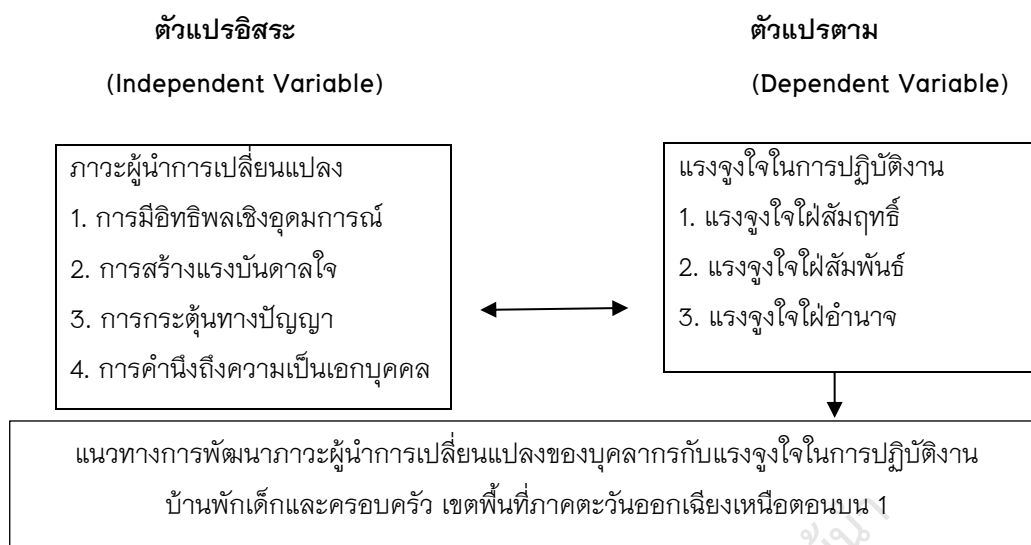 ตัวแปรอิสระ
(Independent Variable)
ตัวแปรตาม
(Dependent Variable)
ภาวะผู้นำการเปลี่ยนแปลง
1. การมีอิทธิพลเชิงอุดมการณ์
2. การสร้างแรงบันดาลใจ
3. การกระตุ้นทางปัญญา
4. การคำนึงถึงความเป็นเอกบุคคล
แรงจูงใจในการปฏิบัติงาน
1. แรงจูงใจใฝ่สัมฤทธิ์
2. แรงจูงใจใฝ่สัมพันธ์
3. แรงจูงใจใฝ่อำนาจ
แนวทางการพัฒนาภาวะผู้นำการเปลี่ยนแปลงของบุคลากรกับแรงจูงใจในการปฏิบัติงาน
บ้านพักเด็กและครอบครัว เขตพื้นที่ภาคตะวันออกเฉียงเหนือตอนบน 1